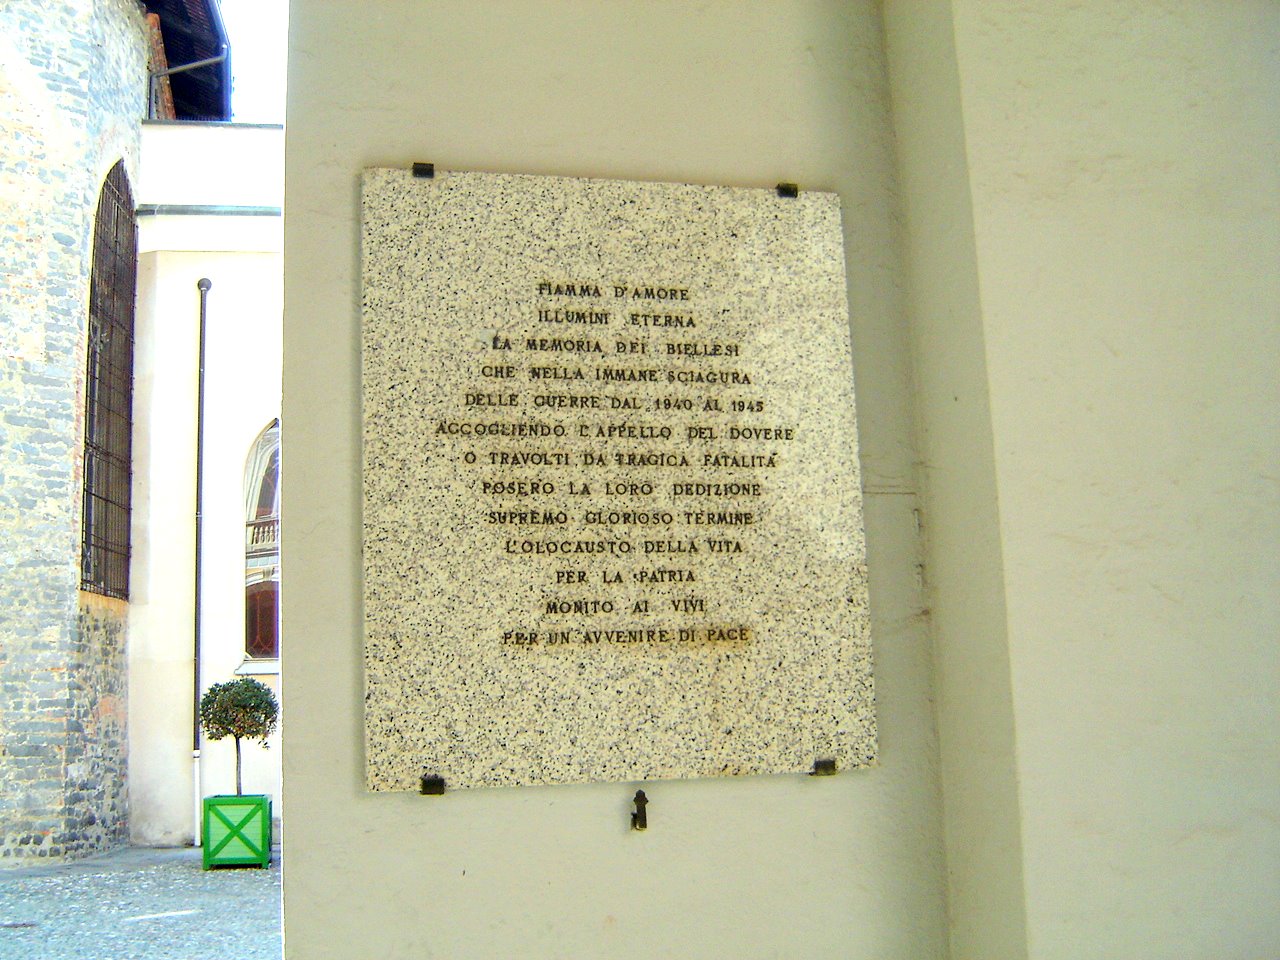 FIAMMA D'AMORE
ILLUMINI ETERNA
LA MEMORIA DEI BIELLESI
CHE NELLA IMMANE SCIAGURA
DELLE GUERRE DAL 1940 AL 1945
ACCOGLIENDO L'APPELLO DEL DOVERE
O TRAVOLTI DA TRAGICA FATALITÀ
POSERO LA LORO DEDIZIONE
SUPREMO GLORIOSO TERMINE
L'OLOCAUSTO DELLA VITA
PER LA PATRIA
MONITO AI VIVI
PER UN AVVENIRE DI PACE